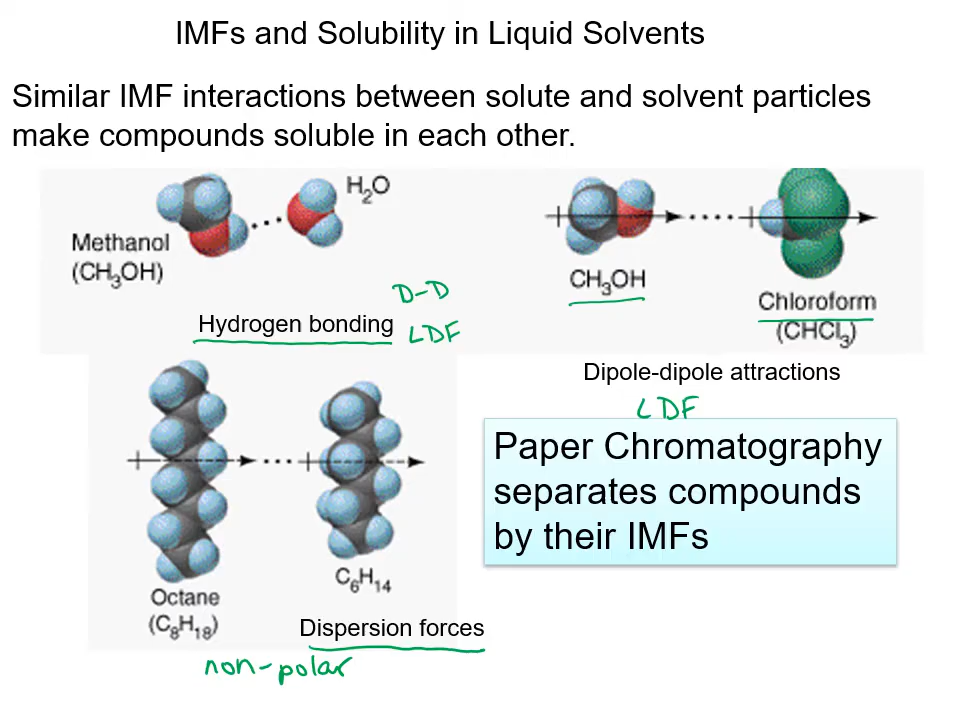 IMFs and Solubility in Liquid Solvents
Similar IMF interactions between solute and solvent particles
make compounds soluble in each other.
H₂O
Methanol
(CH₃OH)
D-D
Hydrogen bonding
LDF
CH₃OH
Chloroform
(CHCl₃)
Dipole-dipole attractions
LDF
Octane
(C₈H₁₈)
C₆H₁₄
Dispersion forces
non-polar
Paper Chromatography
separates compounds
by their IMFs